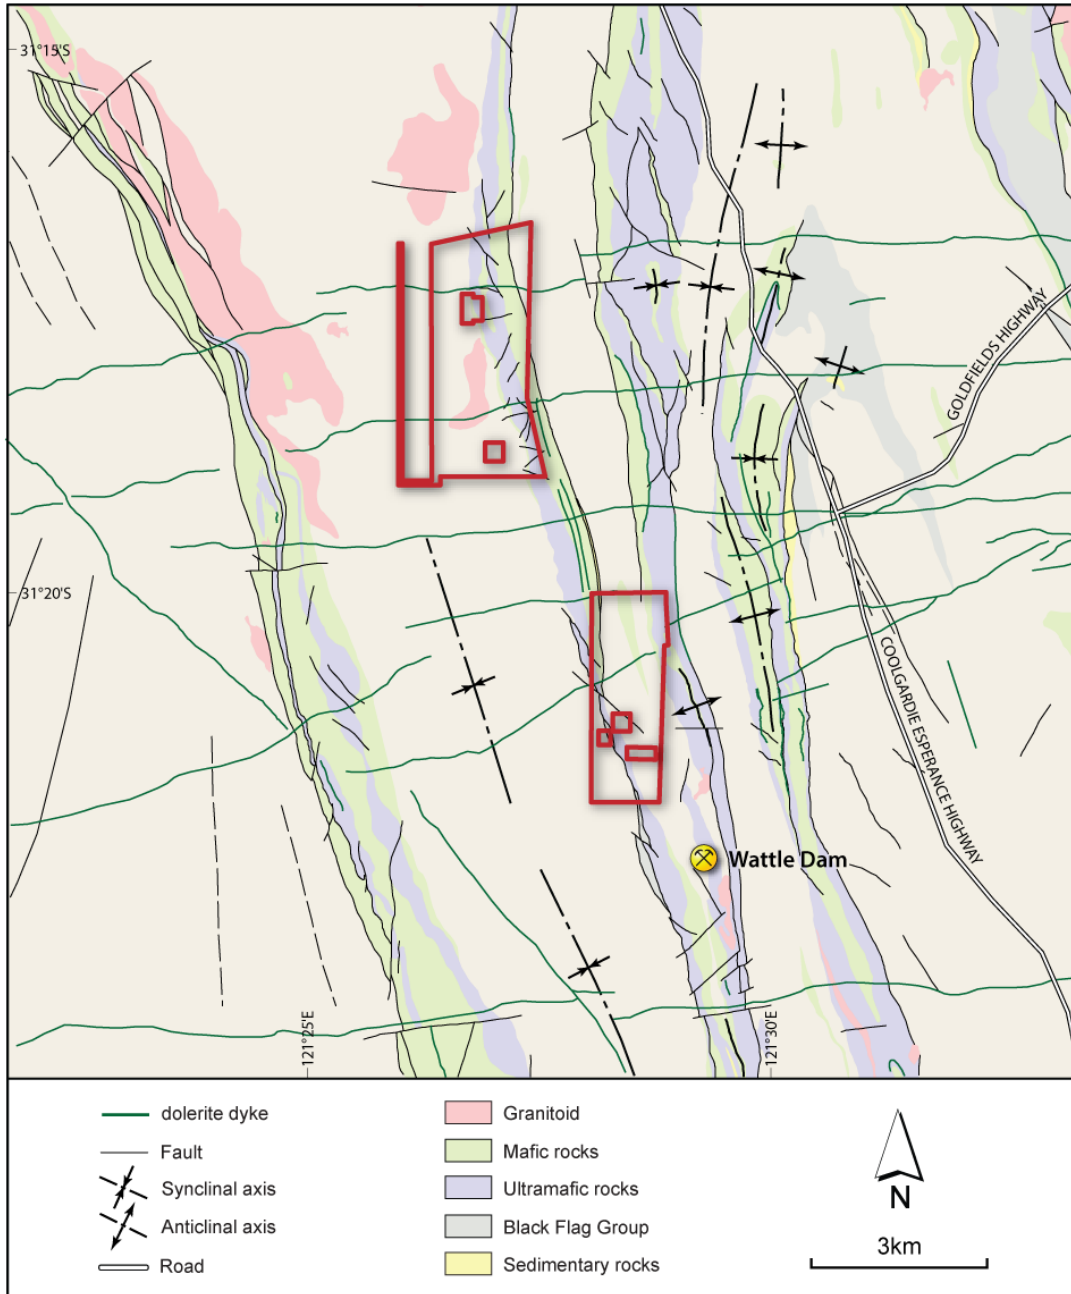 31°15'S
GOLDFIELDS HIGHWAY
31°20'S
COOLGARDIE ESPERANCE HIGHWAY
Wattle Dam
121°25'E
121°30'E
dolerite dyke
Fault
Synclinal axis
Anticlinal axis
Road
Granitoid
Mafic rocks
Ultramafic rocks
Black Flag Group
Sedimentary rocks
N
3km